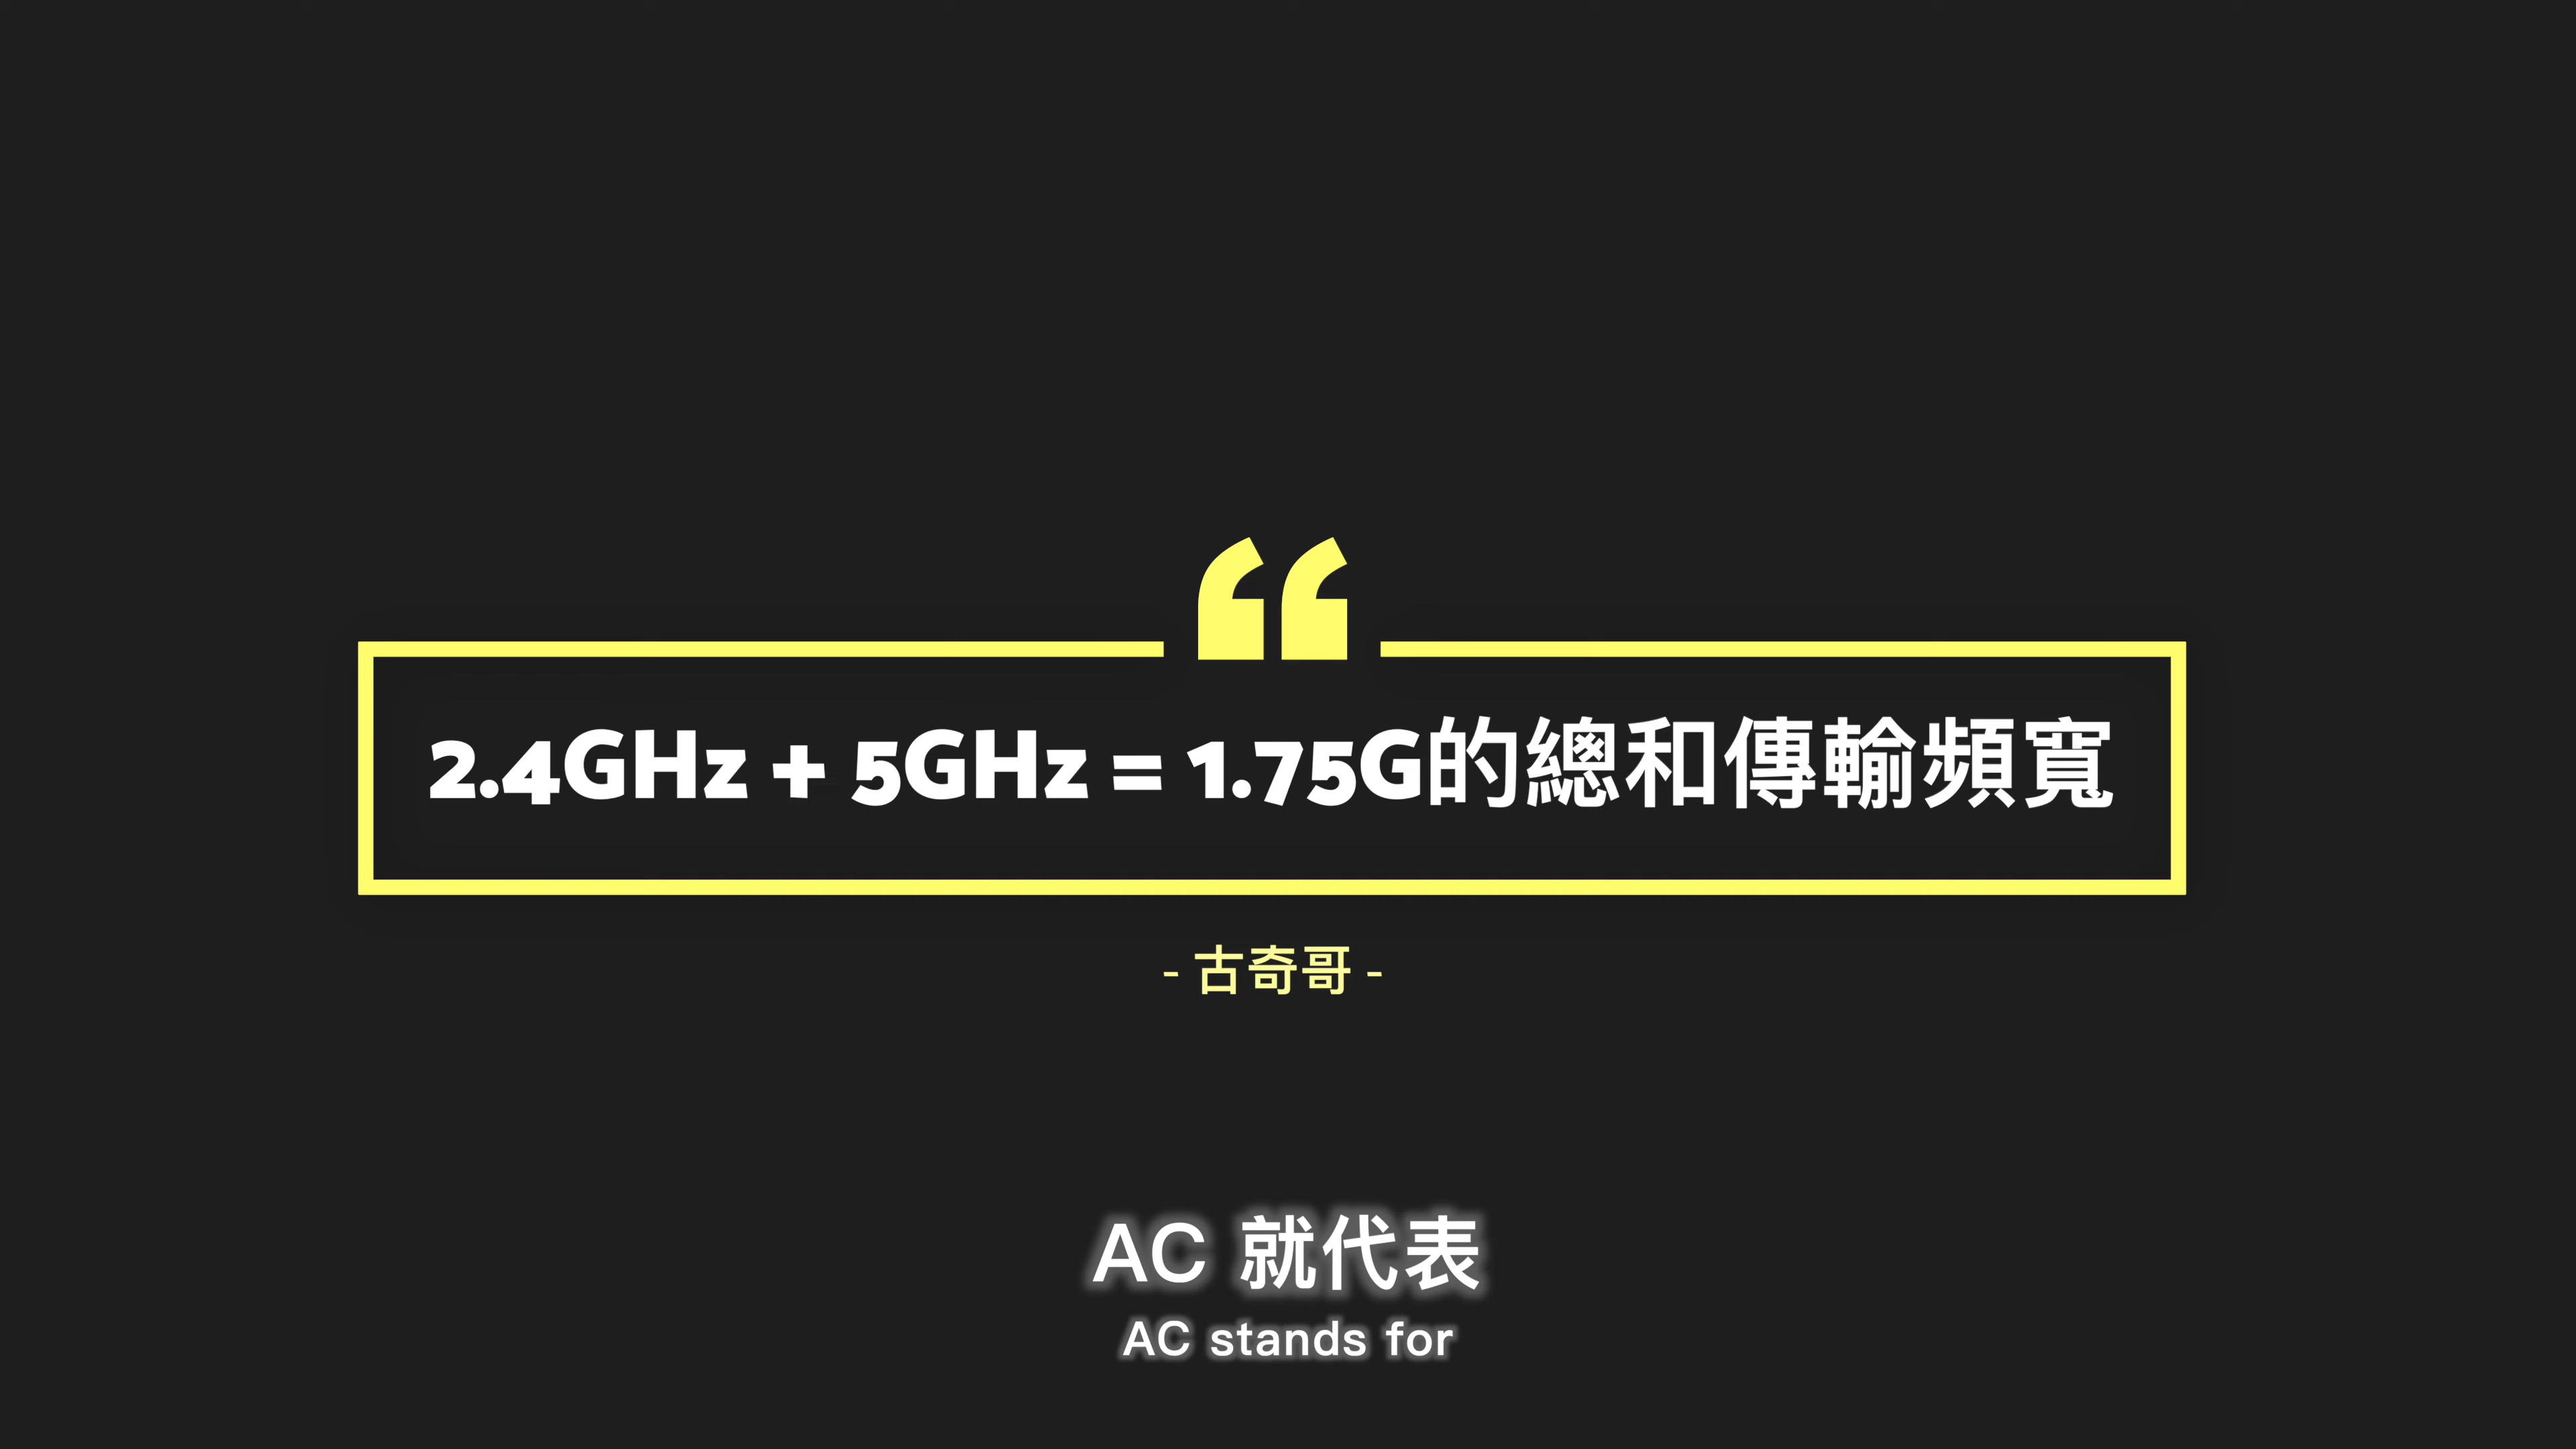 2.4GHz + 5GHz = 1.75G的總和傳輸頻寬
- 古奇哥 -
AC 就代表
AC stands for